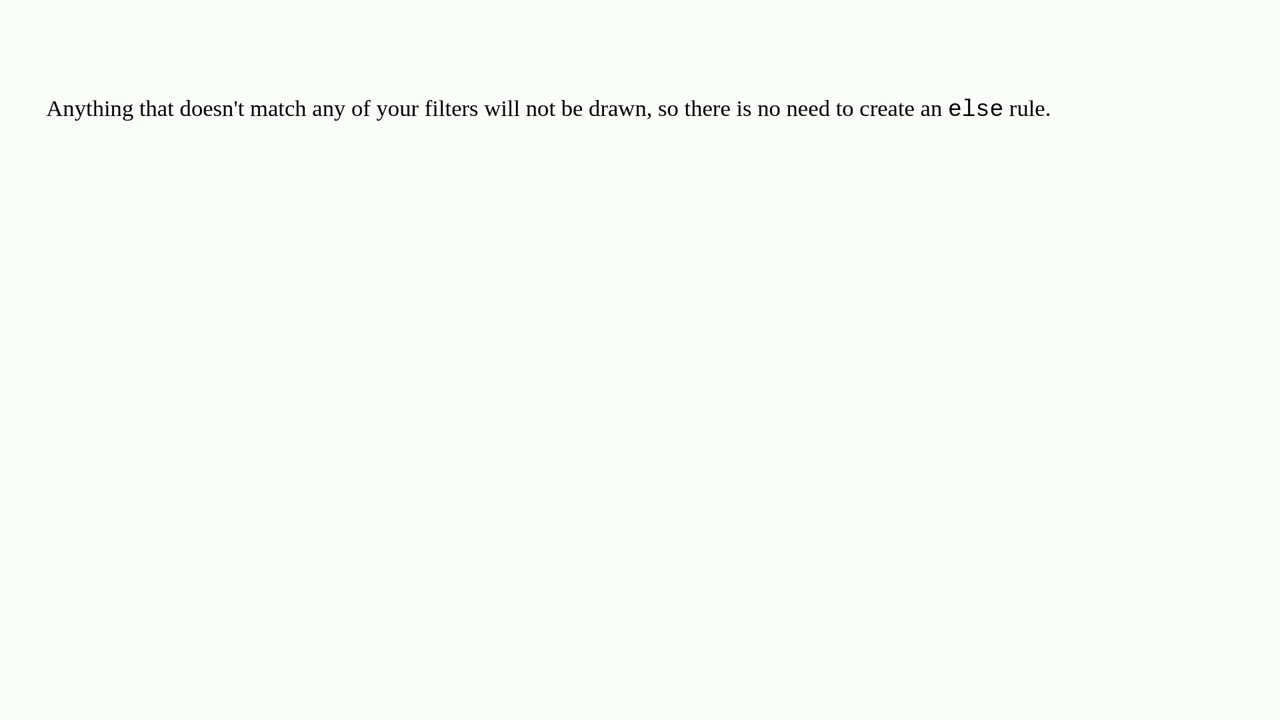 Anything that doesn't match any of your filters will not be drawn, so there is no need to create an else rule.